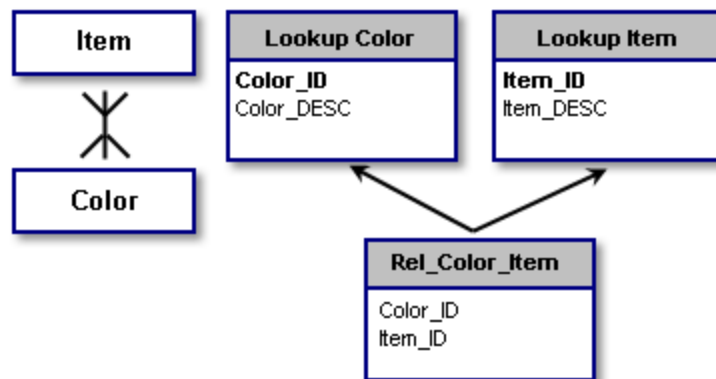 Item
Color
Lookup Color
Color_ID
Color_DESC
Lookup Item
Item_ID
Item_DESC
Rel_Color_Item
Color_ID
Item_ID